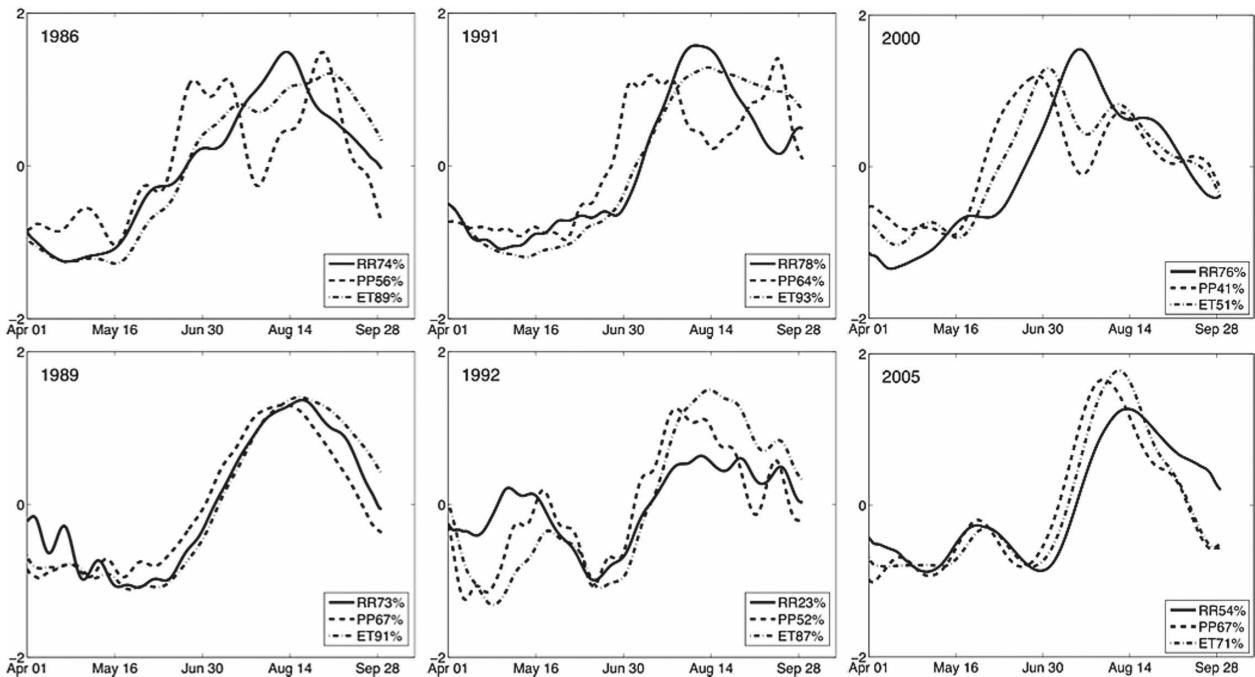 1986
2
0
−2
RR74%
PP56%
ET89%
Apr 01 May 16 Jun 30 Aug 14 Sep 28
1991
2
0
−2
RR78%
PP64%
ET93%
Apr 01 May 16 Jun 30 Aug 14 Sep 28
2000
2
0
−2
RR76%
PP41%
ET51%
Apr 01 May 16 Jun 30 Aug 14 Sep 28
1989
2
0
−2
RR73%
PP67%
ET91%
Apr 01 May 16 Jun 30 Aug 14 Sep 28
1992
2
0
−2
RR23%
PP52%
ET87%
Apr 01 May 16 Jun 30 Aug 14 Sep 28
2005
2
0
−2
RR54%
PP67%
ET71%
Apr 01 May 16 Jun 30 Aug 14 Sep 28